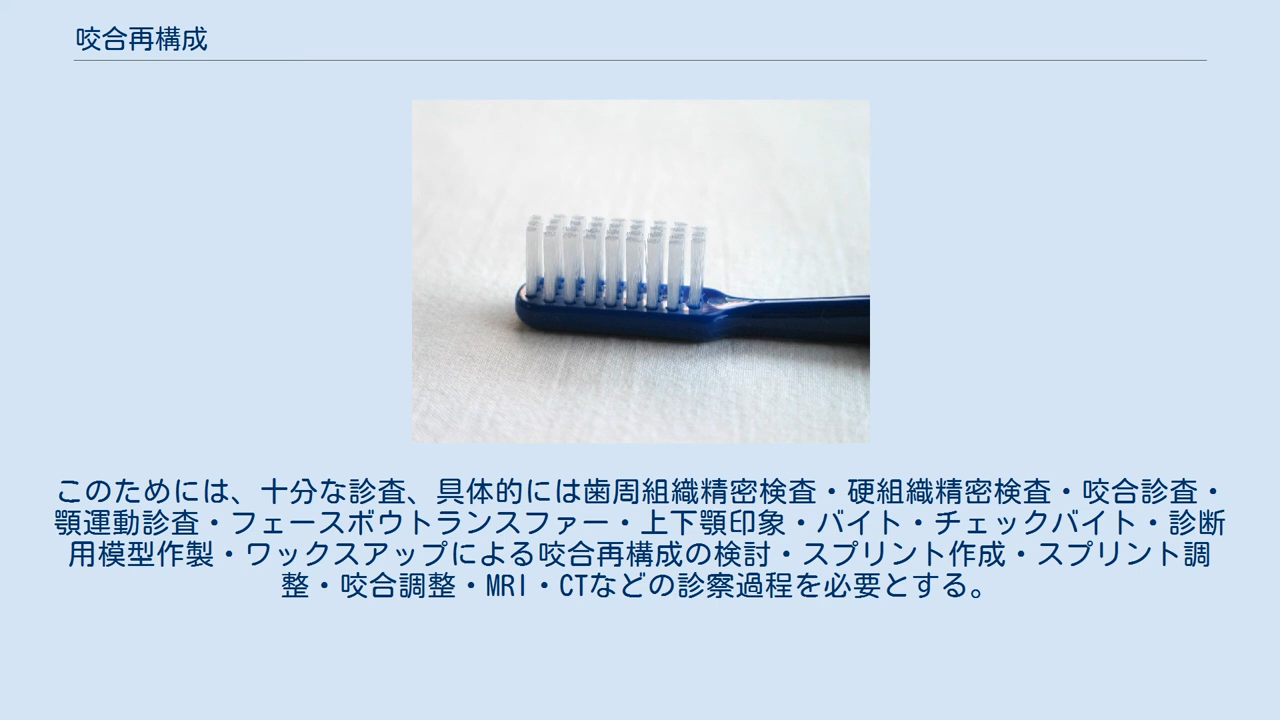 咬合再構成
このためには、十分な診査、具体的には歯周組織精密検査・硬組織精密検査・咬合診査・
顎運動診査・フェースボウトランスファー・上下顎印象・バイト・チェックバイト・診断
用模型作製・ワックスアップによる咬合再構成の検討・スプリント作成・スプリント調
整・咬合調整・MRI・CTなどの診察過程を必要とする。